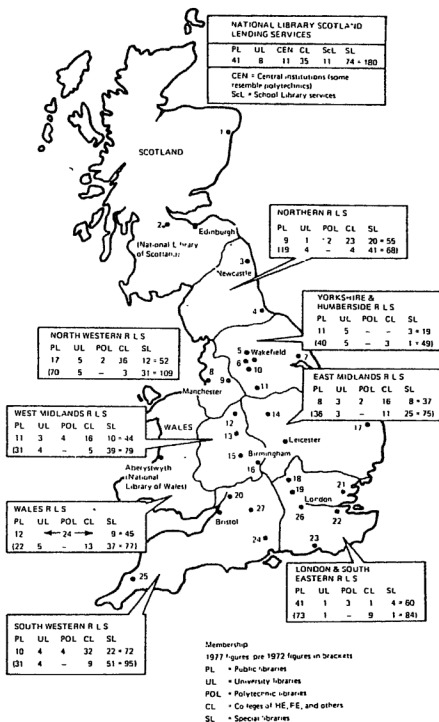 NATIONAL LIBRARY SCOTLAND
LENDING SERVICES
PL UL CEN CL ScL SL
41 8 11 35 11 74 = 180
CEN = Central institutions (some
resemble polytechnics)
ScL = School Library services
SCOTLAND
1
2
Edinburgh
(National Library
of Scotland)
NORTHERN R L S
PL UL POL CL SL
9 1 2 23 20 = 55
(19 4 - 4 41 = 68)
3
Newcastle
4
YORKSHIRE &
HUMBERSIDE R L S
PL UL POL CL SL
11 5 - - 3 = 19
(40 5 - 3 1 = 49)
NORTH WESTERN R L S
PL UL POL CL SL
17 5 2 16 12 = 52
(70 5 - 3 31 = 109)
5 Wakefield
6
7
10
8 9
11
Manchester
EAST MIDLANDS R L S
PL UL POL CL SL
8 3 2 16 8 = 37
(36 3 - 11 25 = 75)
WEST MIDLANDS R L S
PL UL POL CL SL
11 3 4 16 10 = 44
(31 4 - 5 39 = 79)
WALES
12
13
14
17
Leicester
Aberystwyth
(National
Library of Wales)
15
Birmingham
16
WALES R L S
PL UL POL CL SL
12 ← 24 → 9 = 45
(22 5 - 13 37 = 77)
18
19
20
21
London
Bristol
27
26
22
24
23
25
LONDON & SOUTH
EASTERN R L S
PL UL POL CL SL
41 1 3 1 4 = 60
(73 1 - 9 1 = 84)
SOUTH WESTERN R L S
PL UL POL CL SL
10 4 4 32 22 = 72
(31 4 - 9 51 = 95)
Membership
1977 figures pre 1972 figures in brackets
PL = Public libraries
UL = University libraries
POL = Polytechnic libraries
CL = Colleges of HE, FE, and others
SL = Special libraries